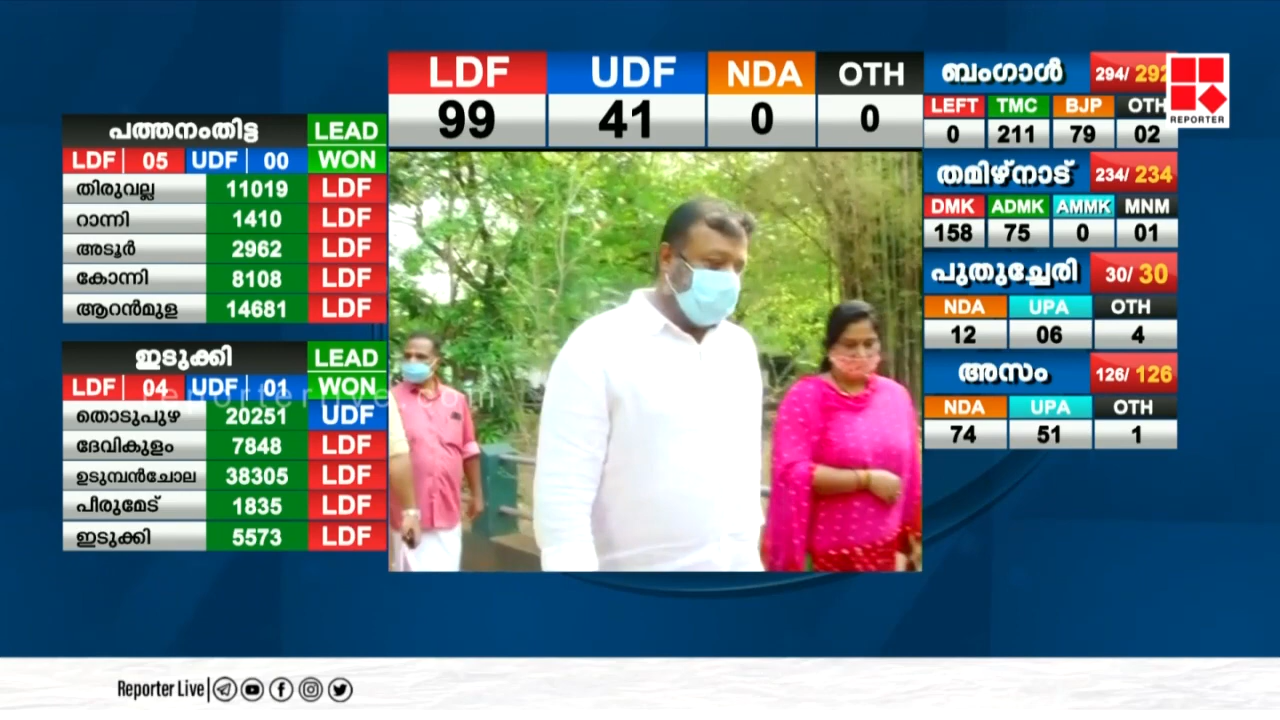 LDF UDF NDA OTH
99 41 0 0
പത്തനംതിട്ട LEAD
LDF 05 UDF 00 WON
തിരുവല്ല 11019 LDF
റാന്നി 1410 LDF
അടൂർ 2962 LDF
കോന്നി 8108 LDF
ആറൻമുള 14681 LDF
ഇടുക്കി LEAD
LDF 04 UDF 01 WON
തൊടുപുഴ 20251 UDF
ദേവികുളം 7848 LDF
ഉടുമ്പൻചോല 38305 LDF
പീരുമേട് 1835 LDF
ഇടുക്കി 5573 LDF
reporterlive.com
ബംഗാൾ 294/ 292
LEFT TMC BJP OTH
0 211 79 02
തമിഴ്നാട് 234/ 234
DMK ADMK AMMK MNM
158 75 0 01
പുതുച്ചേരി 30/ 30
NDA UPA OTH
12 06 4
അസം 126/ 126
NDA UPA OTH
74 51 1
REPORTER
Reporter Live